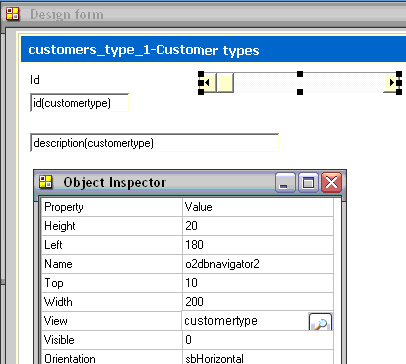 Design form
customers_type_1-Customer types
Id
id(customertype)
description(customertype)
Object Inspector
Property Value
Height 20
Left 180
Name o2dbnavigator2
Top 10
Width 200
View customertype
Visible 0
Orientation sbHorizontal